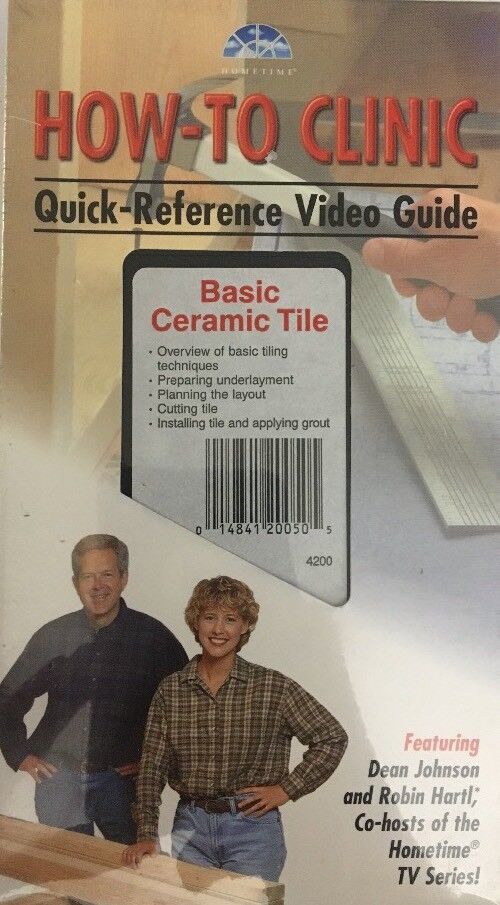 HOMETIME®
HOW-TO CLINIC
Quick-Reference Video Guide
Basic
Ceramic Tile
• Overview of basic tiling
techniques
• Preparing underlayment
• Planning the layout
• Cutting tile
• Installing tile and applying grout
0 14841 20050 5
4200
Featuring
Dean Johnson
and Robin Hartl,*
Co-hosts of the
Hometime®
TV Series!